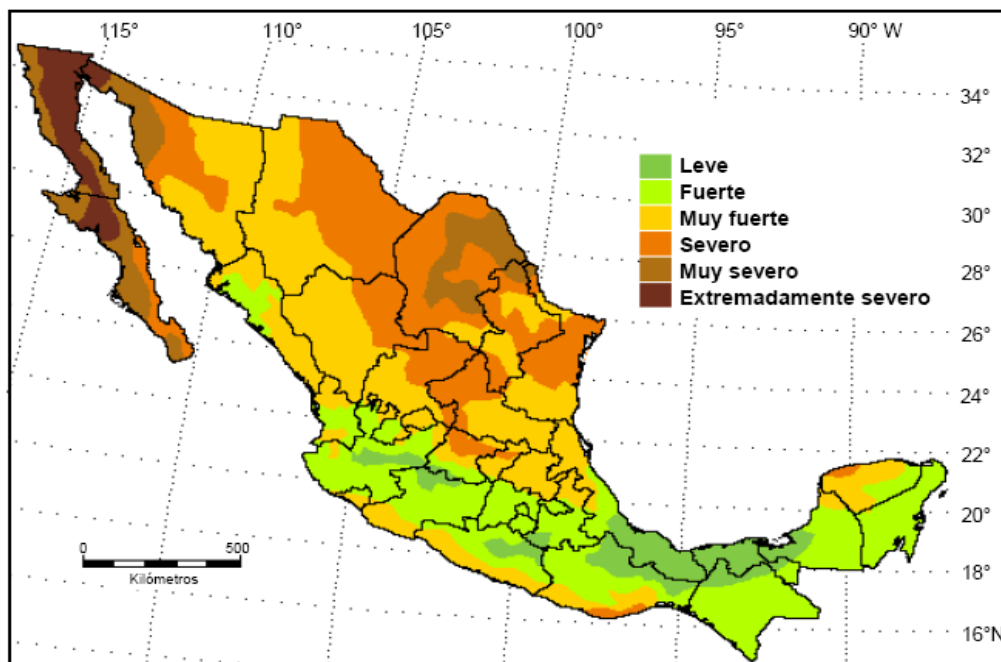 115° 110° 105° 100° 95° 90° W
34°
32°
30°
28°
26°
24°
22°
20°
18°
16°N
Leve
Fuerte
Muy fuerte
Severo
Muy severo
Extremadamente severo
0 500
Kilómetros